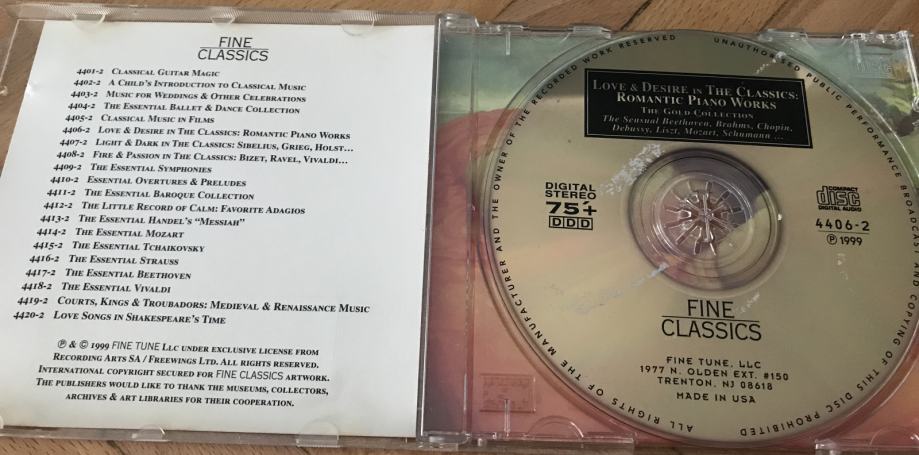 FINE
CLASSICS
4401-2 CLASSICAL GUITAR MAGIC
4402-2 A CHILD'S INTRODUCTION TO CLASSICAL MUSIC
4403-2 MUSIC FOR WEDDINGS & OTHER CELEBRATIONS
4404-2 THE ESSENTIAL BALLET & DANCE COLLECTION
4405-2 CLASSICAL MUSIC IN FILMS
4406-2 LOVE & DESIRE IN THE CLASSICS: ROMANTIC PIANO WORKS
4407-2 LIGHT & DARK IN THE CLASSICS: SIBELIUS, GRIEG, HOLST...
4408-2 FIRE & PASSION IN THE CLASSICS: BIZET, RAVEL, VIVALDI...
4409-2 THE ESSENTIAL SYMPHONIES
4410-2 ESSENTIAL OVERTURES & PRELUDES
4411-2 THE ESSENTIAL BAROQUE COLLECTION
4412-2 THE LITTLE RECORD OF CALM: FAVORITE ADAGIOS
4413-2 THE ESSENTIAL HANDEL'S "MESSIAH"
4414-2 THE ESSENTIAL MOZART
4415-2 THE ESSENTIAL TCHAIKOVSKY
4416-2 THE ESSENTIAL STRAUSS
4417-2 THE ESSENTIAL BEETHOVEN
4418-2 THE ESSENTIAL VIVALDI
4419-2 COURTS, KINGS & TROUBADORS: MEDIEVAL & RENAISSANCE MUSIC
4420-2 LOVE SONGS IN SHAKESPEARE'S TIME
℗ & © 1999 FINE TUNE LLC UNDER EXCLUSIVE LICENSE FROM
RECORDING ARTS SA / FREEWINGS LTD. ALL RIGHTS RESERVED.
INTERNATIONAL COPYRIGHT SECURED FOR FINE CLASSICS ARTWORK.
THE PUBLISHERS WOULD LIKE TO THANK THE MUSEUMS, COLLECTORS,
ARCHIVES & ART LIBRARIES FOR THEIR COOPERATION.
ALL RIGHTS OF THE MANUFACTURER AND THE OWNER OF THE RECORDED WORK RESERVED
UNAUTHORISED PUBLIC PERFORMANCE BROADCAST AND COPYING OF THIS DISC PROHIBITED
LOVE & DESIRE IN THE CLASSICS:
ROMANTIC PIANO WORKS
THE GOLD COLLECTION
The Sensual Beethoven, Brahms, Chopin,
Debussy, Liszt, Mozart, Schumann ...
DIGITAL
STEREO
75'+
DDD
COMPACT
disc
DIGITAL AUDIO
4406-2
℗ 1999
FINE
CLASSICS
FINE TUNE, LLC
1977 N. OLDEN EXT. #150
TRENTON, NJ 08618
MADE IN USA